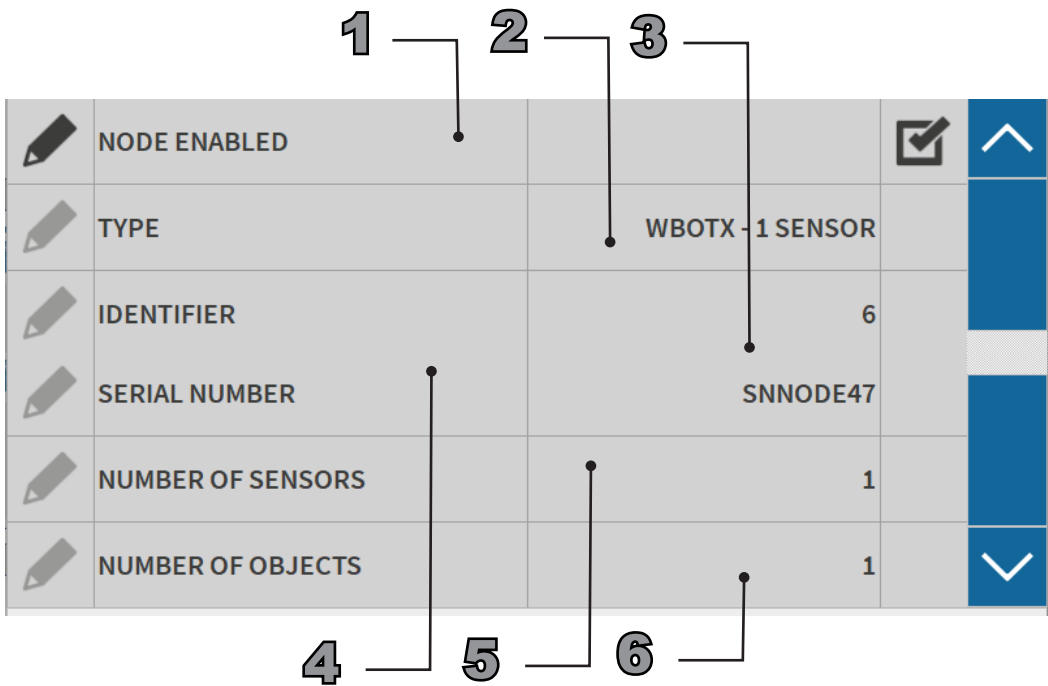 1 2 3
NODE ENABLED
TYPE WBOTX - 1 SENSOR
IDENTIFIER 6
SERIAL NUMBER SNNODE47
NUMBER OF SENSORS 1
NUMBER OF OBJECTS 1
4 5 6